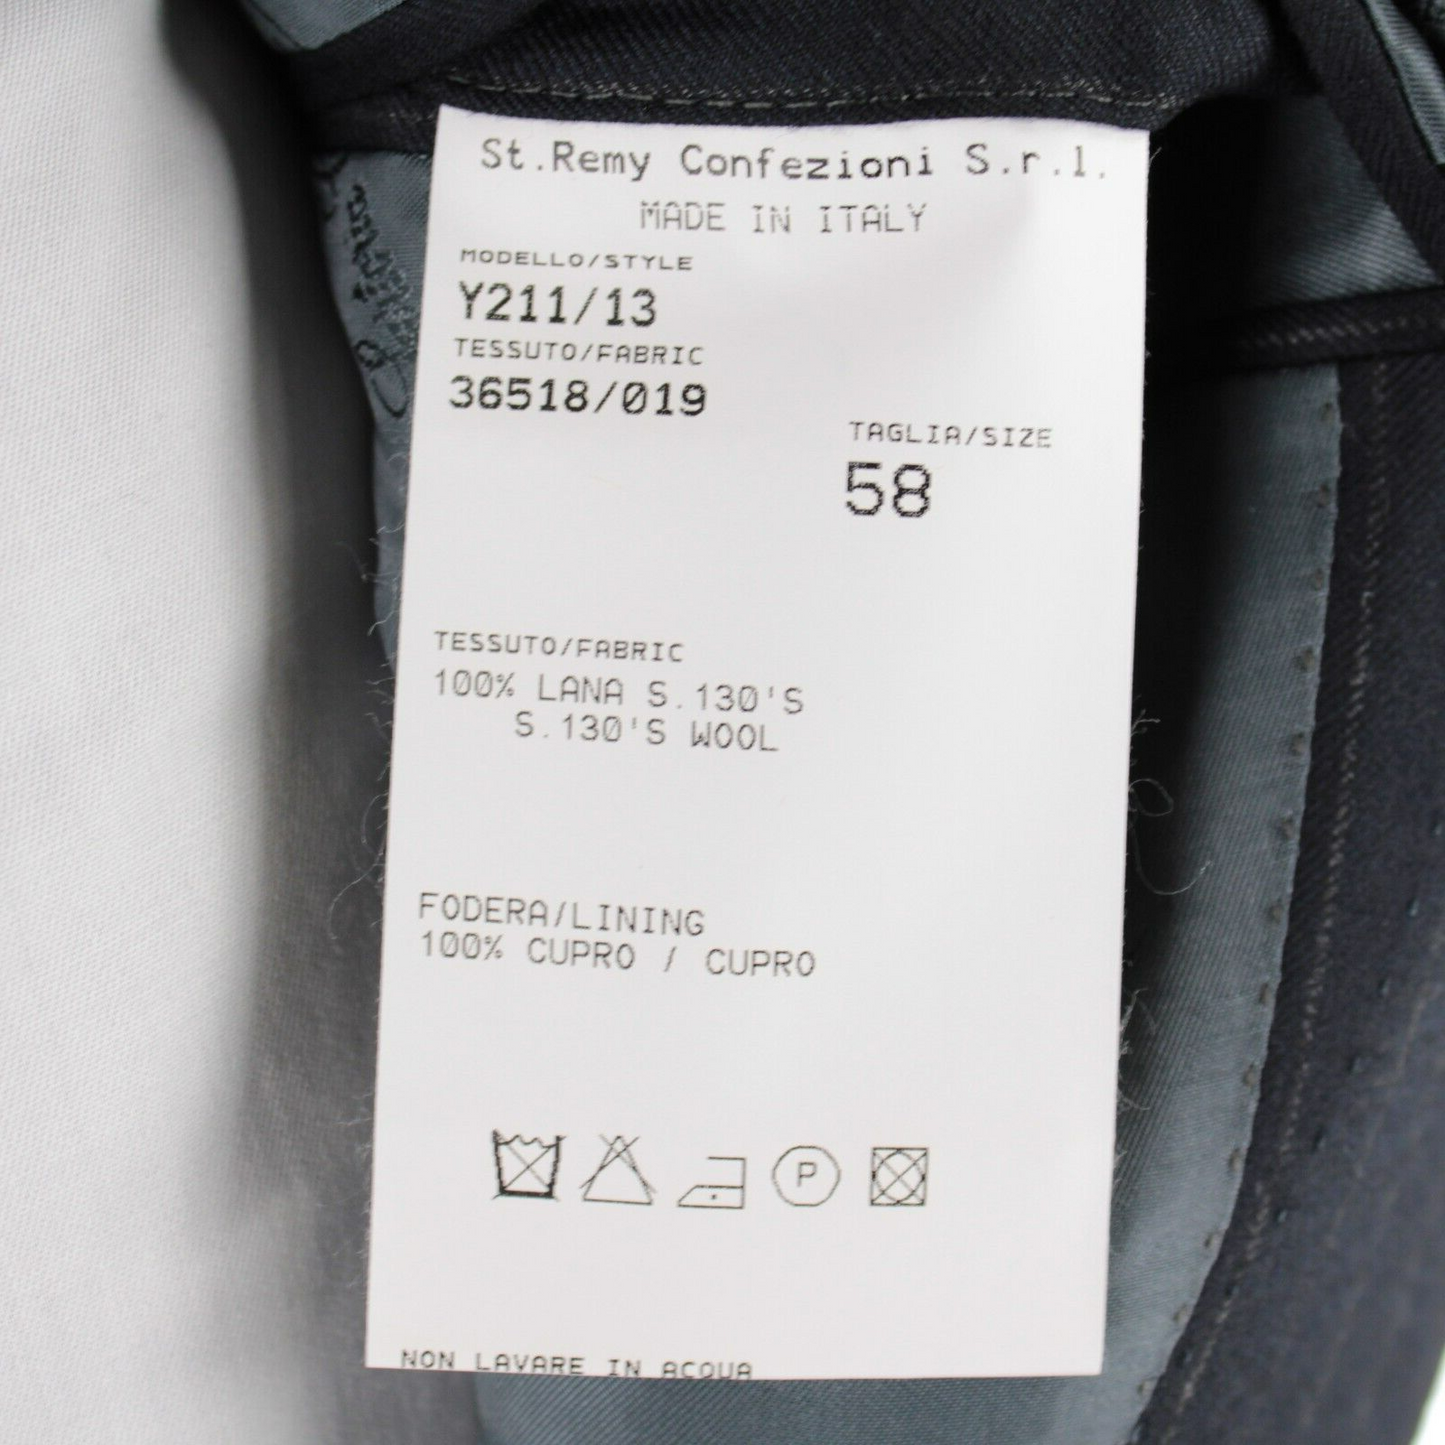 St.Remy Confezioni S.r.l.
MADE IN ITALY
MODELLO/STYLE
Y211/13
TESSUTO/FABRIC
36518/019
TAGLIA/SIZE
58
TESSUTO/FABRIC
100% LANA S.130'S
S.130'S WOOL
FODERA/LINING
100% CUPRO / CUPRO
P
NON LAVARE IN ACQUA